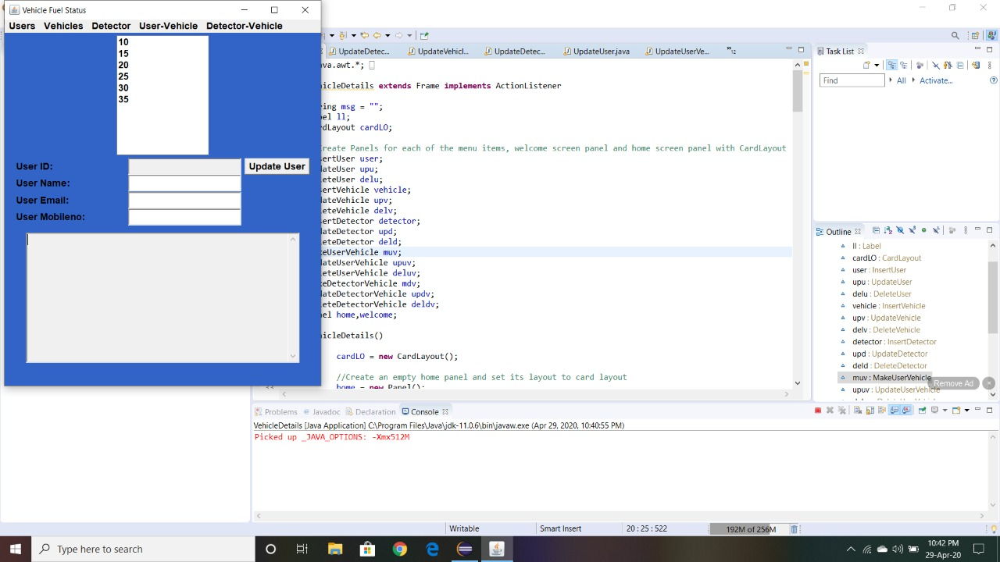 Vehicle Fuel Status
Users Vehicles Detector User-Vehicle Detector-Vehicle
10
15
20
25
30
35
User ID:
Update User
User Name:
User Email:
User Mobileno:
UpdateDetec...
UpdateVehicl...
UpdateDetec...
UpdateUser.java
UpdateUserVe...
»12
va.awt.*;
hicleDetails extends Frame implements ActionListener
ring msg = "";
bel ll;
rdLayout cardLO;
Create Panels for each of the menu items, welcome screen panel and home screen panel with CardLayout
sertUser user;
dateUser upu;
leteUser delu;
sertVehicle vehicle;
dateVehicle upv;
leteVehicle delv;
sertDetector detector;
dateDetector upd;
leteDetector deld;
keUserVehicle muv;
dateUserVehicle upuv;
leteUserVehicle deluv;
keDetectorVehicle mdv;
dateDetectorVehicle updv;
leteDetectorVehicle deldv;
nel home,welcome;
hicleDetails()
cardLO = new CardLayout();
//Create an empty home panel and set its layout to card layout
home = new Panel();
Task List
Find
All
Activate...
Outline
ll : Label
cardLO : CardLayout
user : InsertUser
upu : UpdateUser
delu : DeleteUser
vehicle : InsertVehicle
upv : UpdateVehicle
delv : DeleteVehicle
detector : InsertDetector
upd : UpdateDetector
deld : DeleteDetector
muv : MakeUserVehicle
upuv : UpdateUserVehicle
Remove Ad
Problems Javadoc Declaration Console
VehicleDetails [Java Application] C:\Program Files\Java\jdk-11.0.6\bin\javaw.exe (Apr 29, 2020, 10:40:55 PM)
Picked up _JAVA_OPTIONS: -Xmx512M
Writable
Smart Insert
20 : 25 : 522
192M of 256M
Type here to search
10:42 PM
29-Apr-20